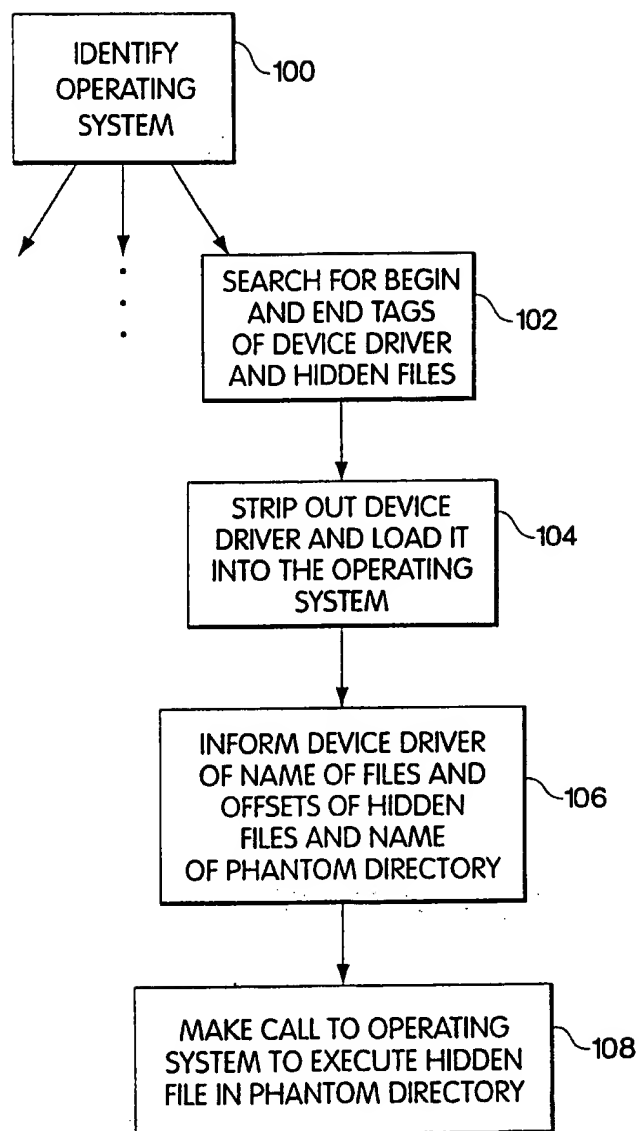 IDENTIFY
OPERATING
SYSTEM
100
SEARCH FOR BEGIN
AND END TAGS
OF DEVICE DRIVER
AND HIDDEN FILES
102
STRIP OUT DEVICE
DRIVER AND LOAD IT
INTO THE OPERATING
SYSTEM
104
INFORM DEVICE DRIVER
OF NAME OF FILES AND
OFFSETS OF HIDDEN
FILES AND NAME
OF PHANTOM DIRECTORY
106
MAKE CALL TO OPERATING
SYSTEM TO EXECUTE HIDDEN
FILE IN PHANTOM DIRECTORY
108